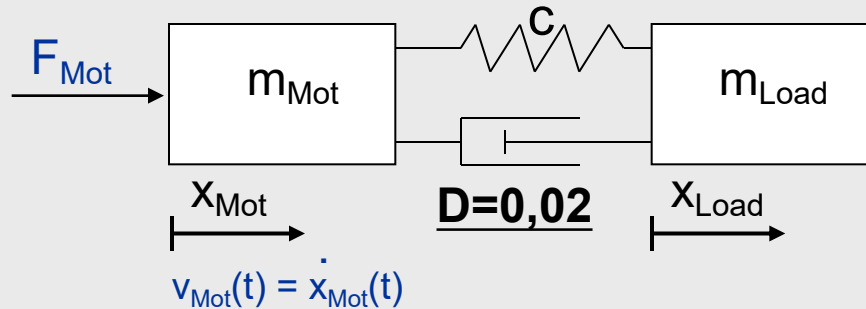 c
F_Mot
m_Mot
m_Load
x_Mot
D=0,02
x_Load
v_Mot(t) = ẋ_Mot(t)